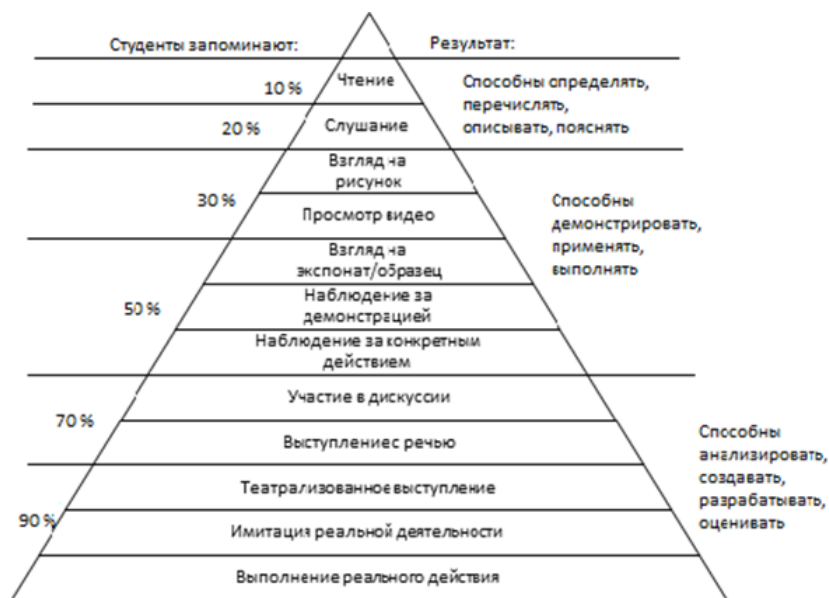 Студенты запоминают:
Результат:
10 %
Чтение
Способны определять,
перечислять,
описывать, пояснять
20 %
Слушание
30 %
Взгляд на
рисунок
Просмотр видео
Способны
демонстрировать,
применять,
выполнять
50 %
Взгляд на
экспонат/образец
Наблюдение за
демонстрацией
Наблюдение за конкретным
действием
70 %
Участие в дискуссии
Выступление с речью
Способны
анализировать,
создавать,
разрабатывать,
оценивать
90 %
Театрализованное выступление
Имитация реальной деятельности
Выполнение реального действия